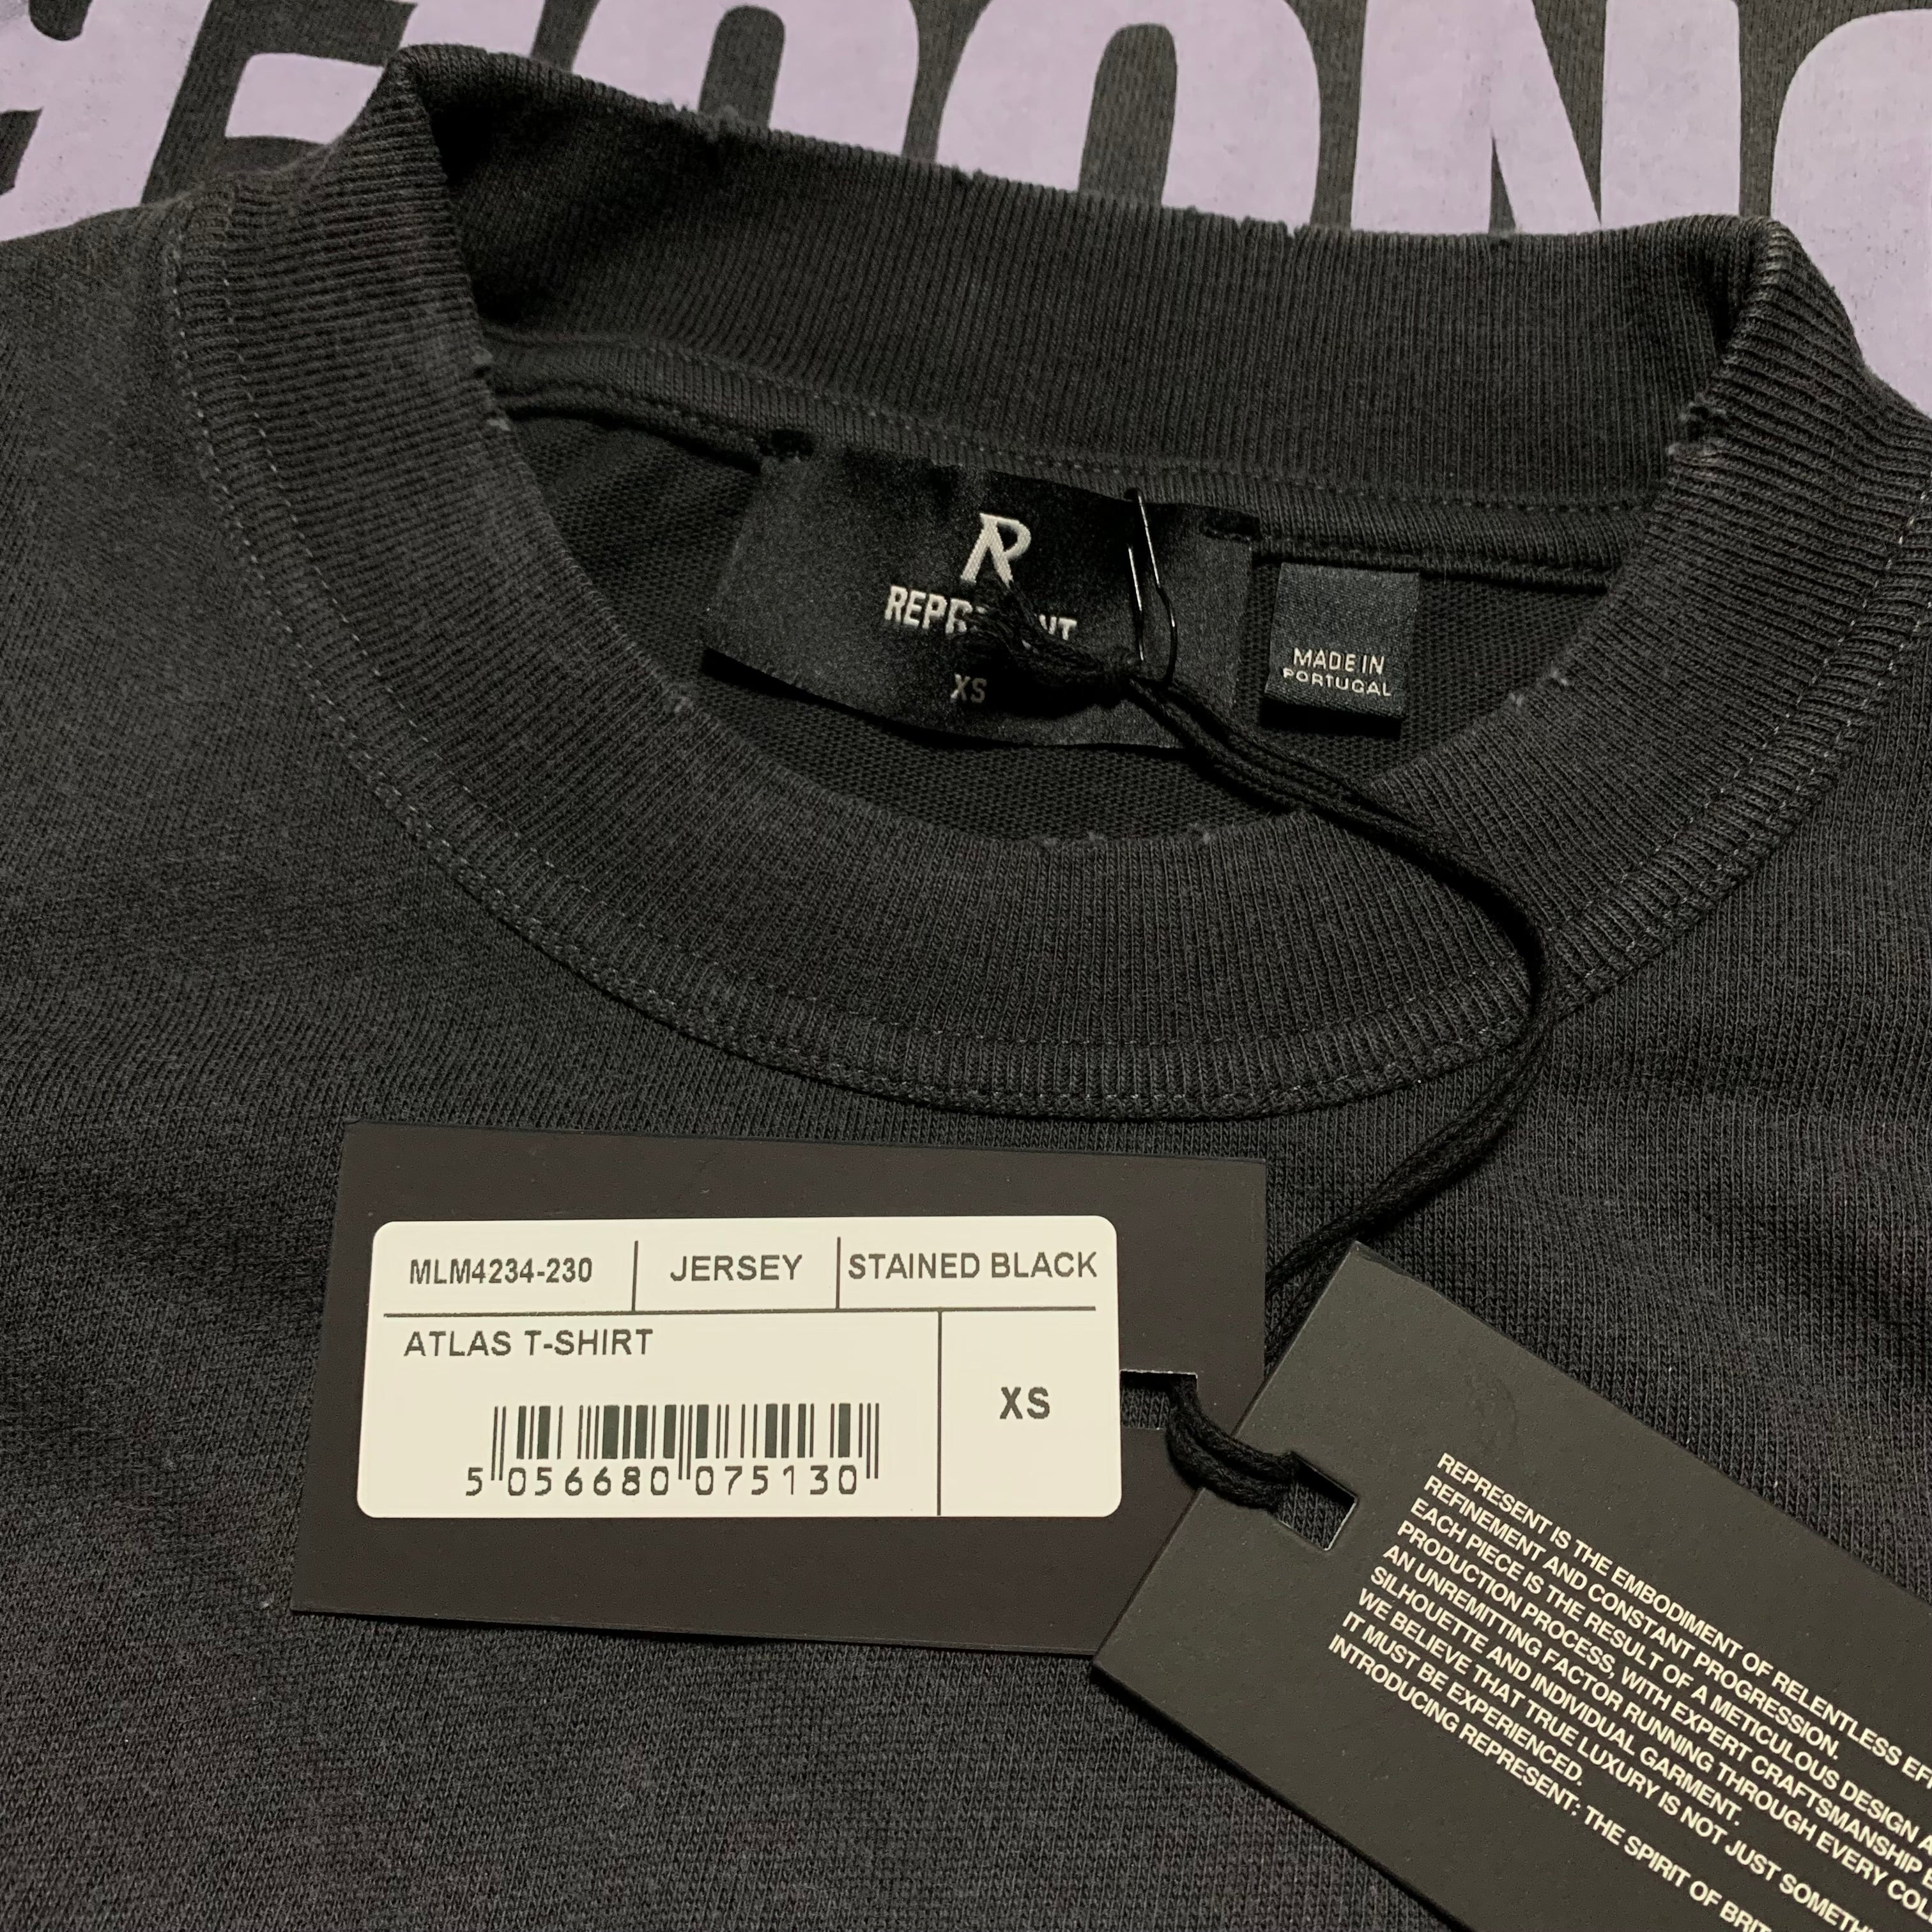 R
REPRESENT
XS
MADE IN
PORTUGAL
MLM4234-230
JERSEY
STAINED BLACK
ATLAS T-SHIRT
XS
5 056680 075130
REPRESENT IS THE EMBODIMENT OF RELENTLESS
REFINEMENT AND CONSTANT PROGRESSION.
EACH PIECE IS THE RESULT OF A METICULOUS DESIGN
PRODUCTION PROCESS, WITH EXPERT CRAFTSMANSHIP
AN UNREMITTING FACTOR RUNNING THROUGH EVERY
SILHOUETTE AND INDIVIDUAL GARMENT.
WE BELIEVE THAT TRUE LUXURY IS NOT JUST
IT MUST BE EXPERIENCED.
INTRODUCING REPRESENT: THE SPIRIT OF